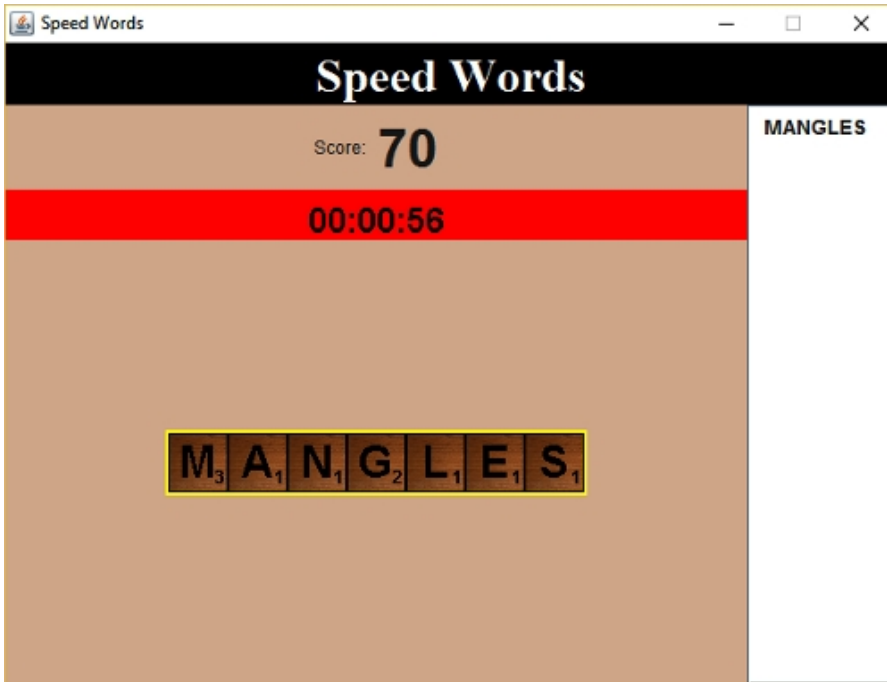 Speed Words
Speed Words
Score: 70
MANGLES
00:00:56
M3 A1 N1 G2 L1 E1 S1